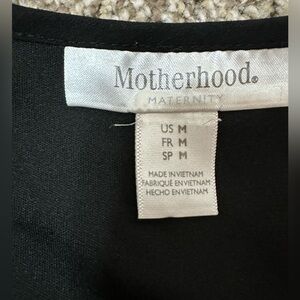 Motherhood®
MATERNITY
US M
FR M
SP M
MADE IN VIETNAM
FABRIQUÉ EN VIETNAM
HECHO EN VIETNAM